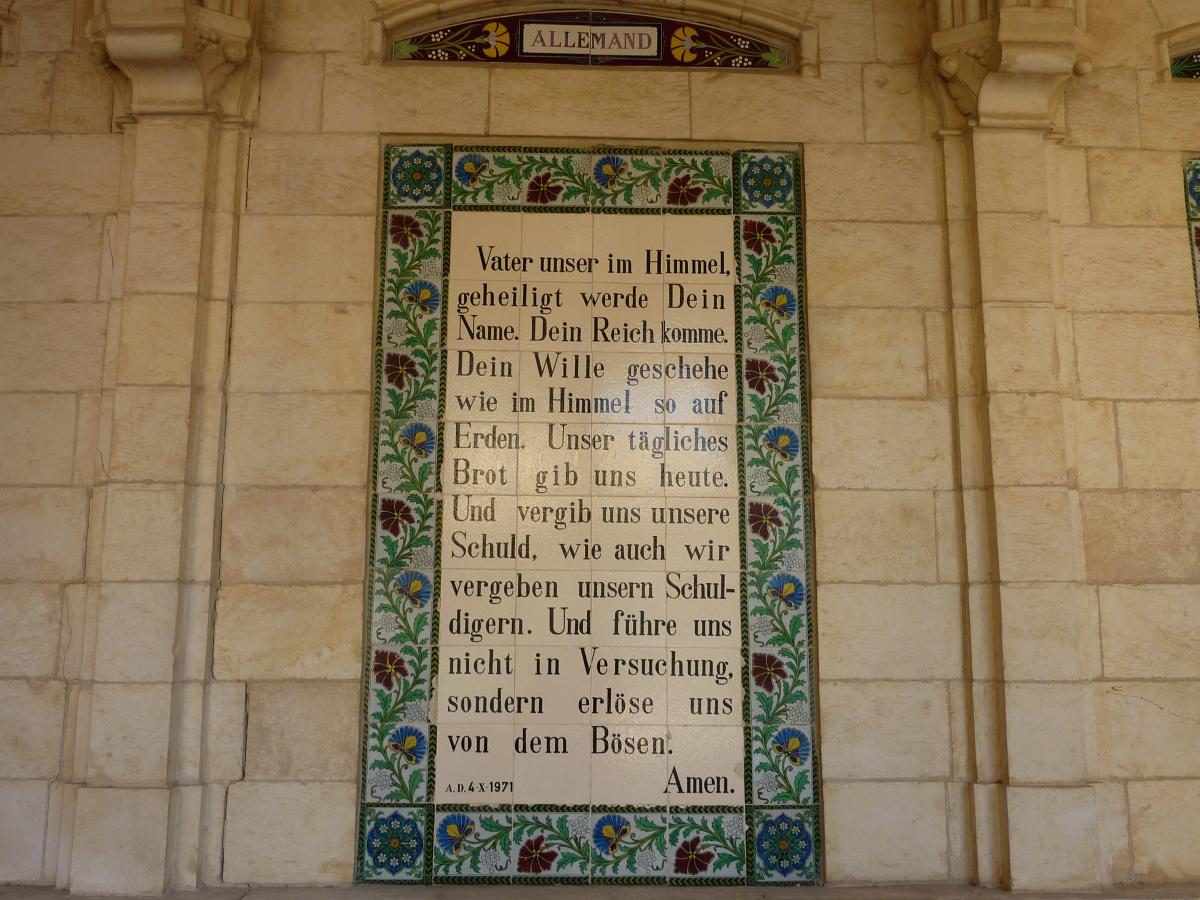 ALLEMAND
Vater unser im Himmel,
geheiligt werde Dein
Name. Dein Reich komme.
Dein Wille geschehe
wie im Himmel so auf
Erden. Unser tägliches
Brot gib uns heute.
Und vergib uns unsere
Schuld, wie auch wir
vergeben unsern Schul-
digern. Und führe uns
nicht in Versuchung,
sondern erlöse uns
von dem Bösen.
Amen.
A.D. 4-X-1971